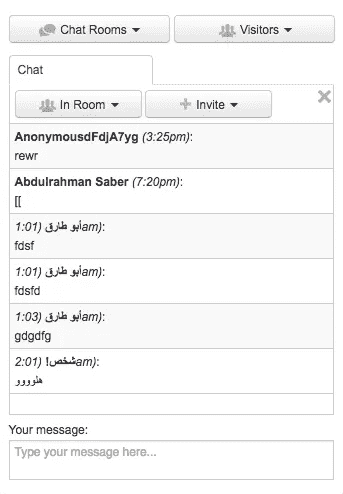 Chat Rooms
Visitors
Chat
In Room
Invite
AnonymousdFdjA7yg (3:25pm):
rewr
Abdulrahman Saber (7:20pm):
[[
أبو طارق (1:01am):
fdsf
أبو طارق (1:01am):
fdsfd
أبو طارق (1:03am):
gdgdfg
شخص! (2:01am):
هلوووو
Your message:
Type your message here...